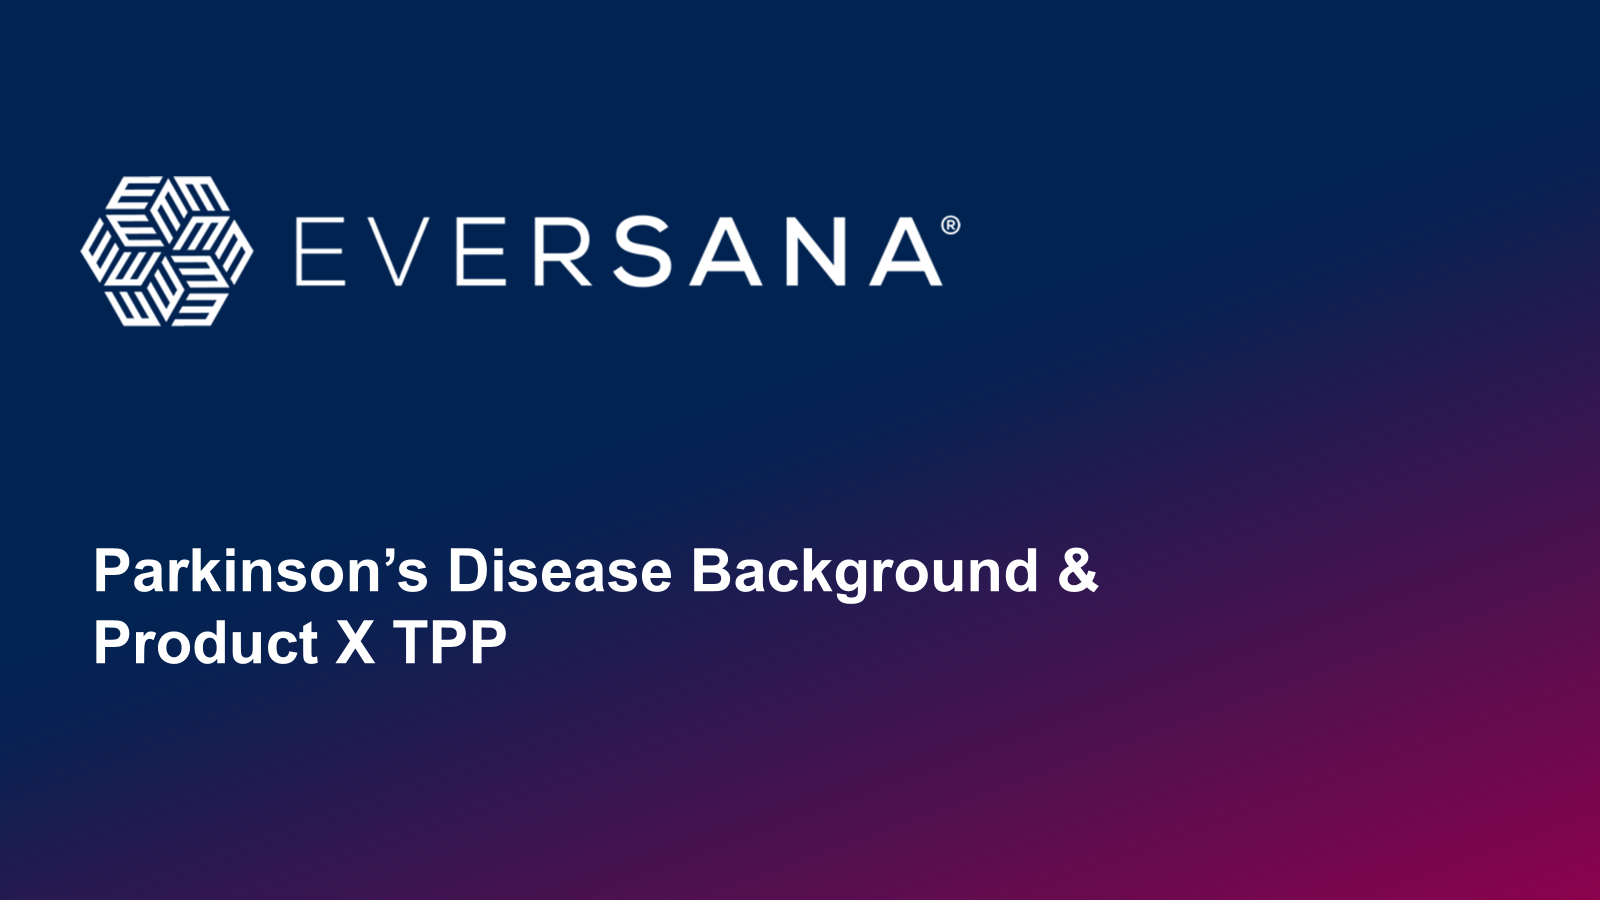 EVERSANA®
Parkinson’s Disease Background &
Product X TPP